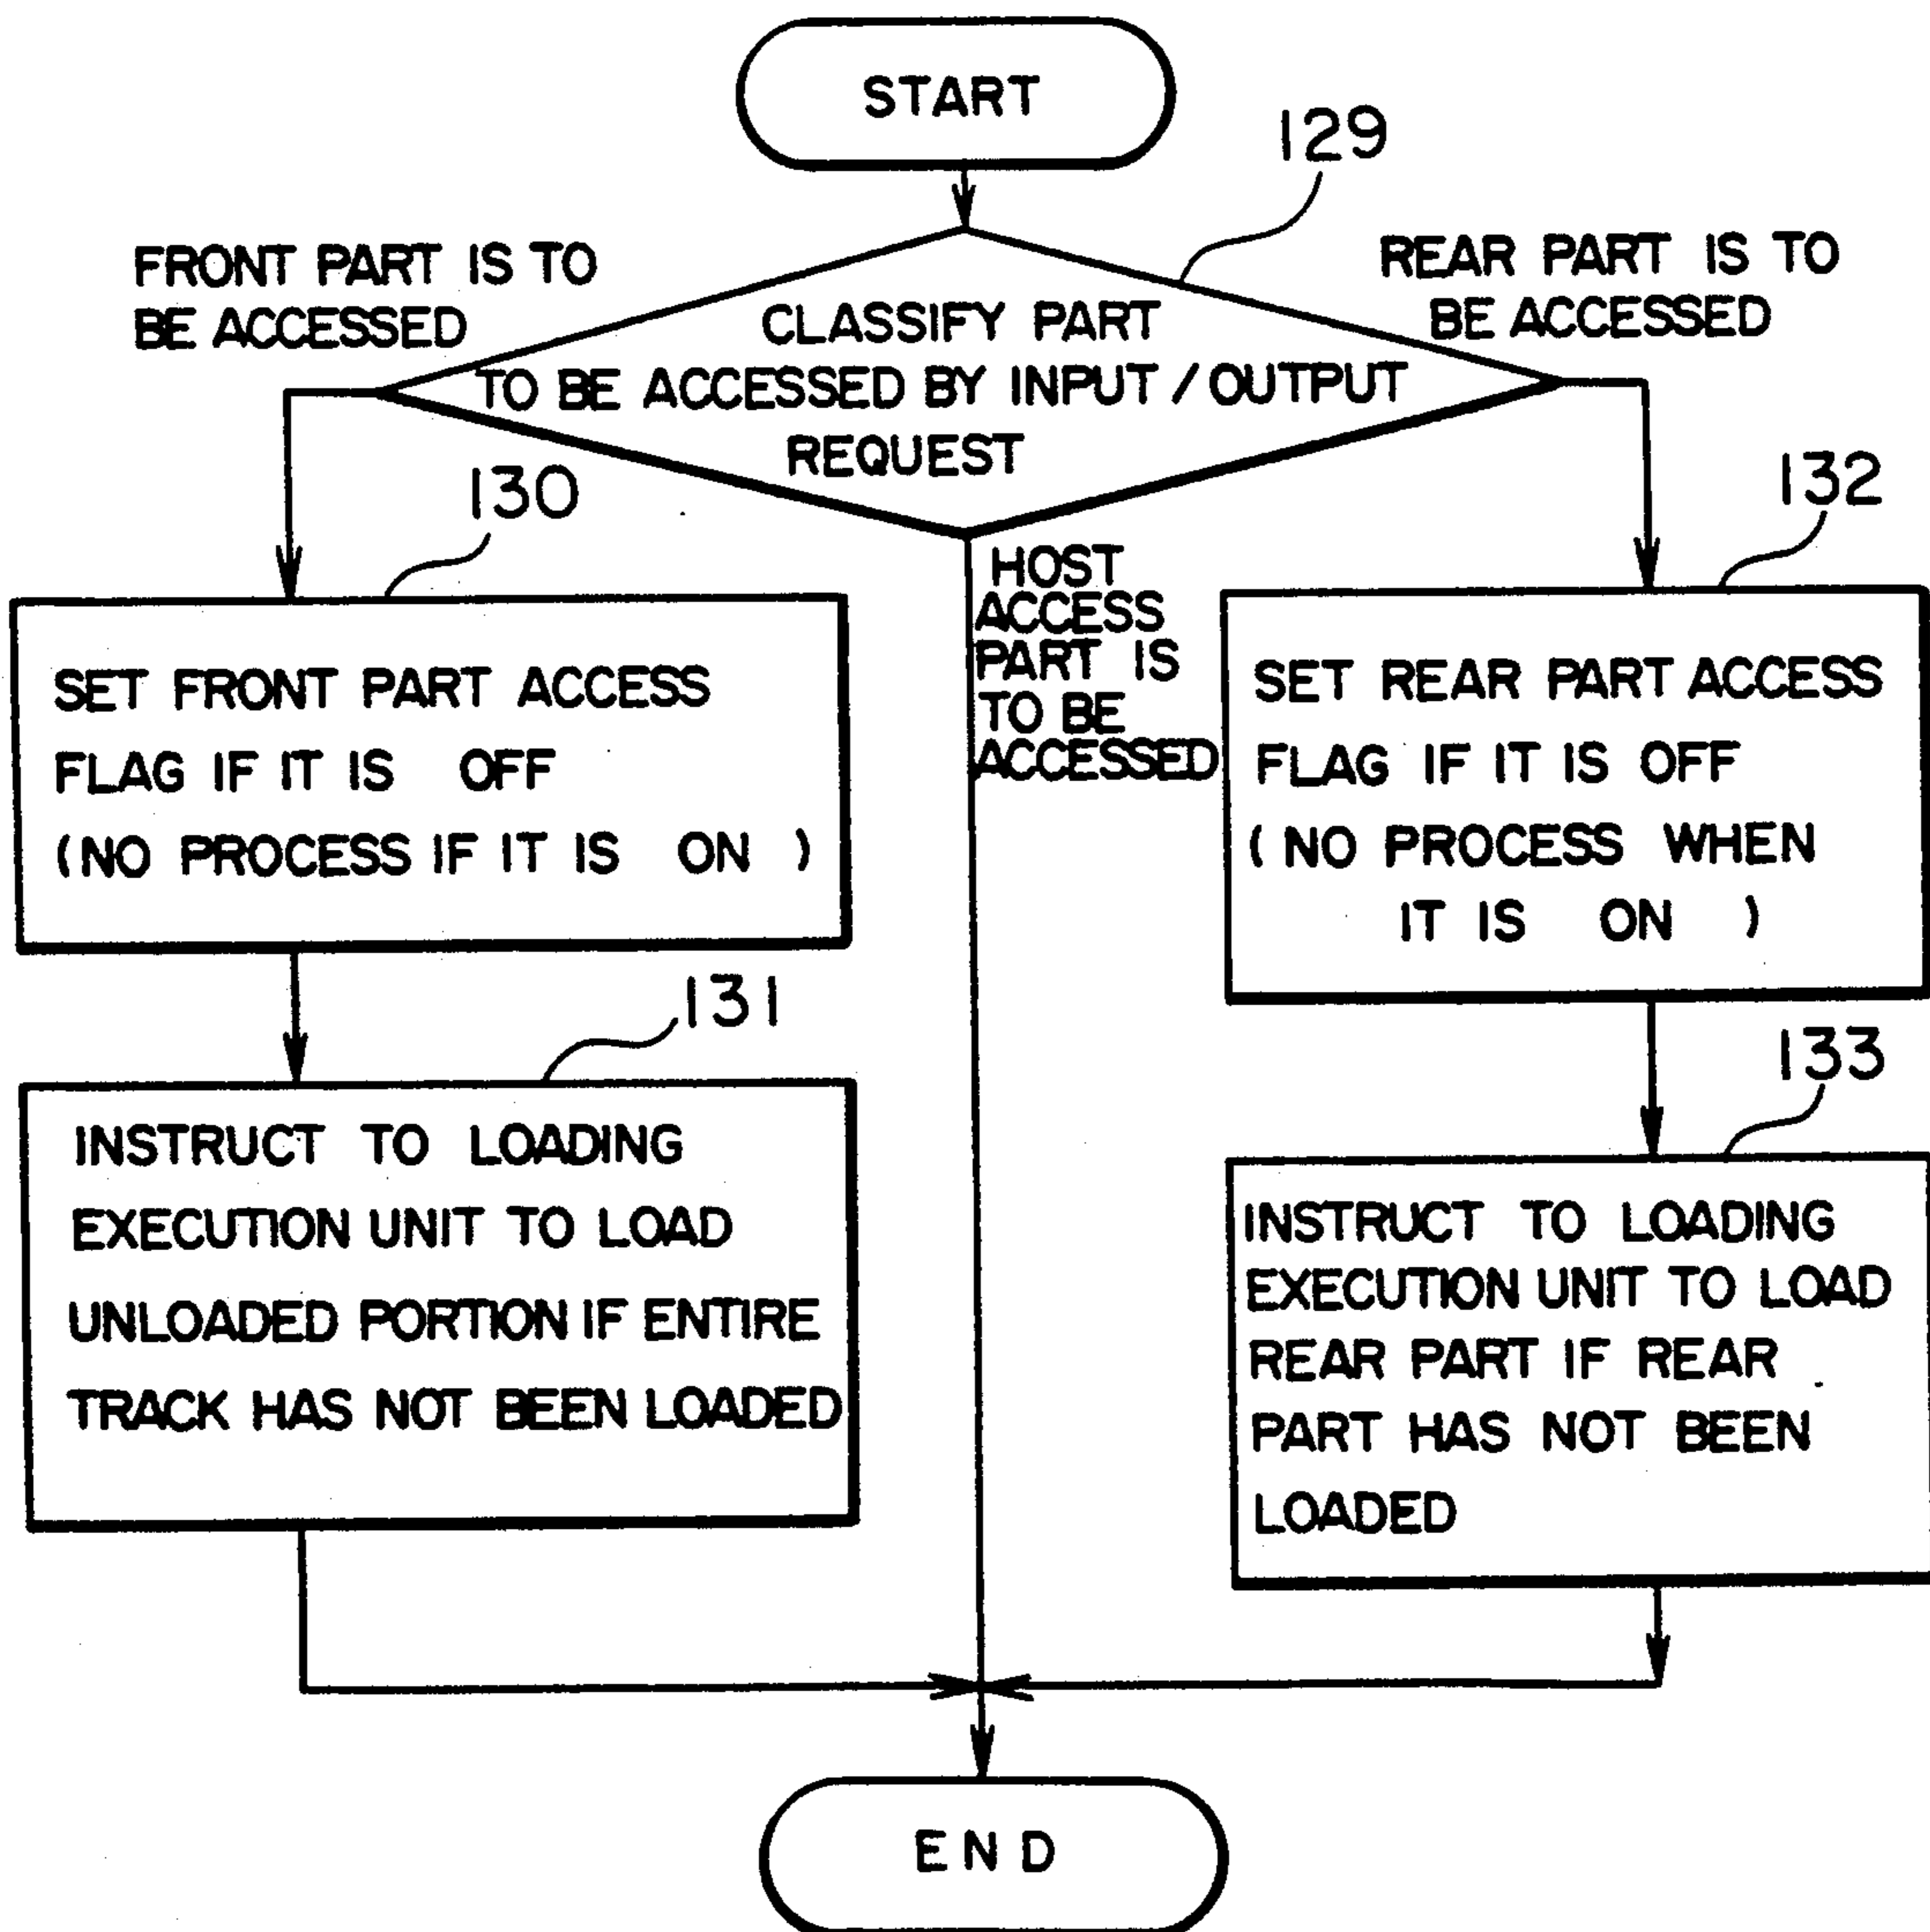 START
129
FRONT PART IS TO
BE ACCESSED
REAR PART IS TO
BE ACCESSED
CLASSIFY PART
TO BE ACCESSED BY INPUT / OUTPUT
REQUEST
130
132
HOST
ACCESS
PART IS
TO BE
ACCESSED
SET FRONT PART ACCESS
FLAG IF IT IS OFF
(NO PROCESS IF IT IS ON )
SET REAR PART ACCESS
FLAG IF IT IS OFF
( NO PROCESS WHEN
IT IS ON )
131
133
INSTRUCT TO LOADING
EXECUTION UNIT TO LOAD
UNLOADED PORTION IF ENTIRE
TRACK HAS NOT BEEN LOADED
INSTRUCT TO LOADING
EXECUTION UNIT TO LOAD
REAR PART IF REAR
PART HAS NOT BEEN
LOADED
END